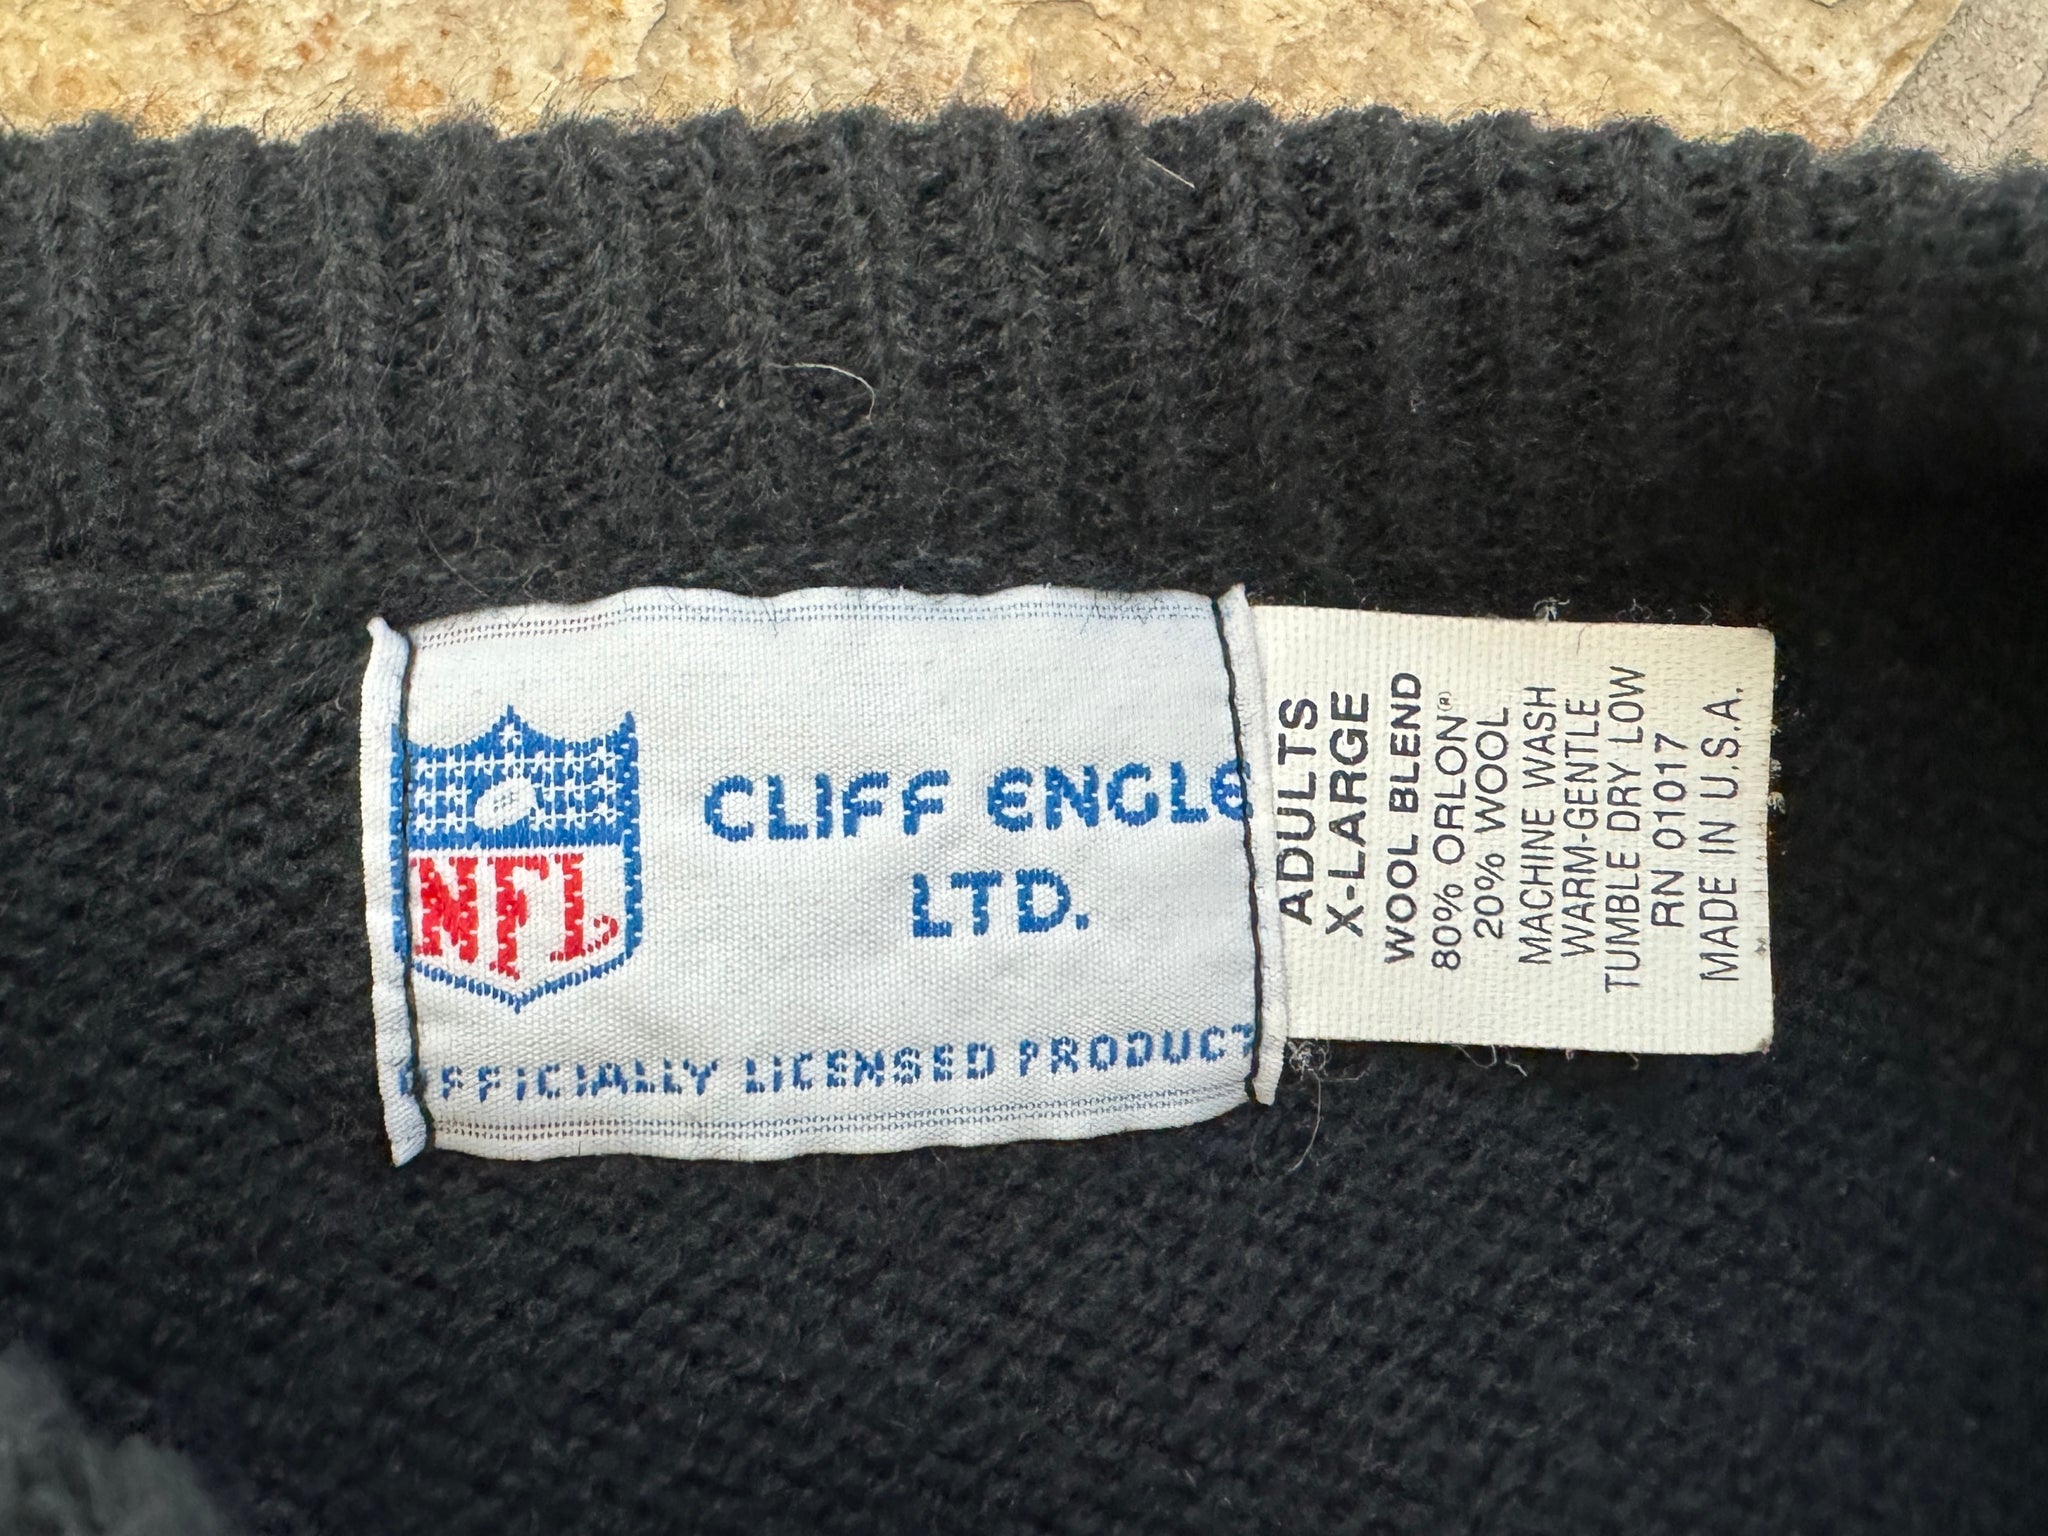 NFL
CLIFF ENGLE
LTD.
OFFICIALLY LICENSED PRODUCT
ADULTS
X-LARGE
WOOL BLEND
80% ORLON(R)
20% WOOL
MACHINE WASH
WARM-GENTLE
TUMBLE DRY LOW
RN 01017
MADE IN U.S.A.